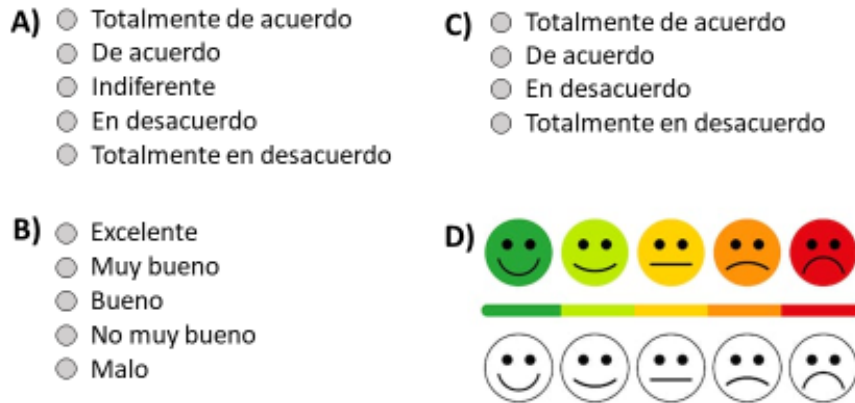 A) Totalmente de acuerdo
De acuerdo
Indiferente
En desacuerdo
Totalmente en desacuerdo
B) Excelente
Muy bueno
Bueno
No muy bueno
Malo
C) Totalmente de acuerdo
De acuerdo
En desacuerdo
Totalmente en desacuerdo
D)